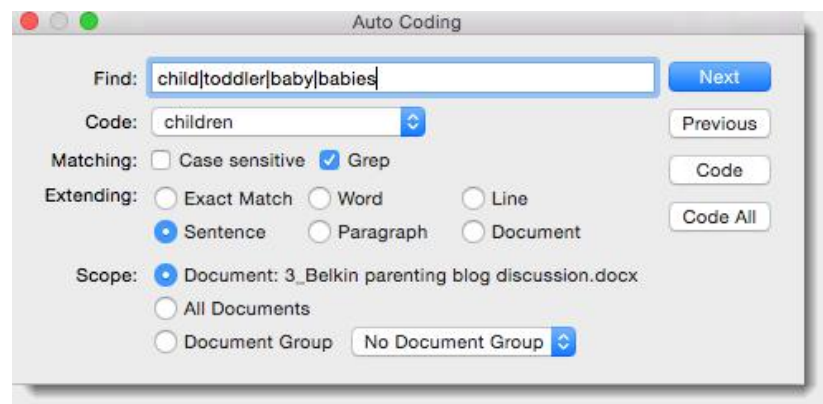 Auto Coding
Find: child|toddler|baby|babies Next
Code: children Previous
Matching: Case sensitive Grep Code
Extending: Exact Match Word Line Code All
Sentence Paragraph Document
Scope: Document: 3_Belkin parenting blog discussion.docx
All Documents
Document Group No Document Group